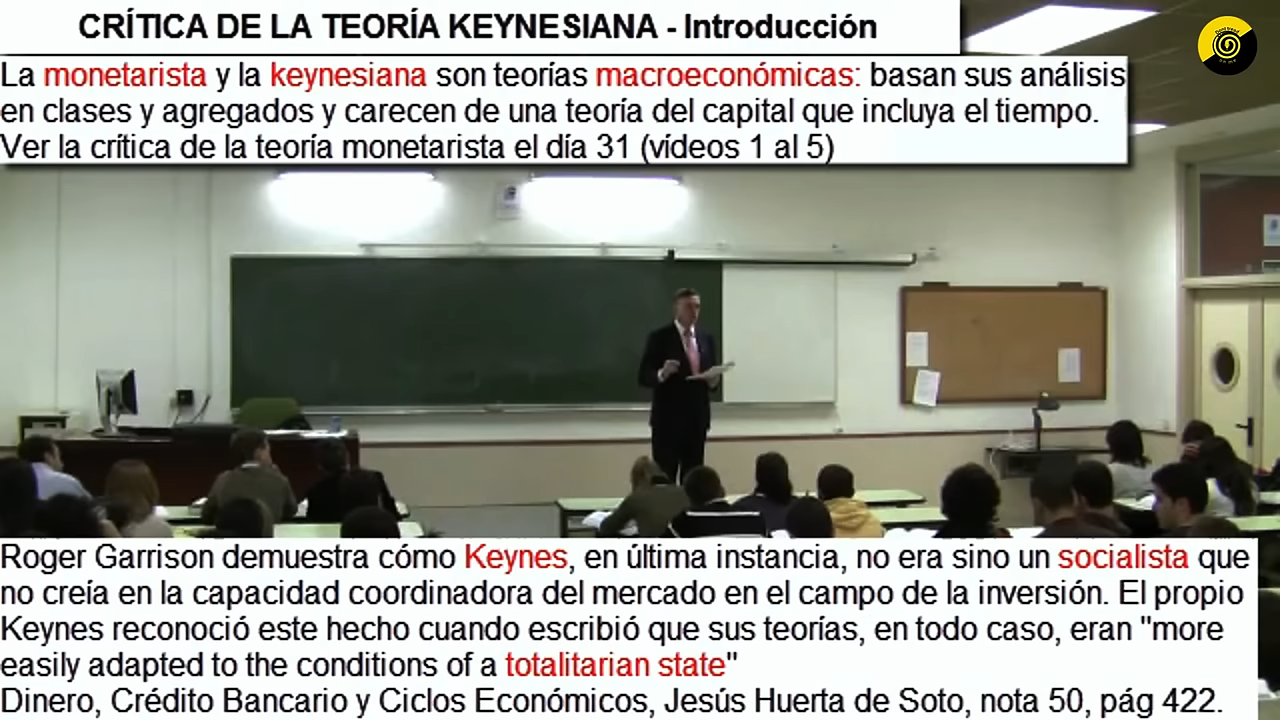 CRÍTICA DE LA TEORÍA KEYNESIANA - Introducción
La monetarista y la keynesiana son teorías macroeconómicas: basan sus análisis
en clases y agregados y carecen de una teoría del capital que incluya el tiempo.
Ver la crítica de la teoría monetarista el día 31 (vídeos 1 al 5)
Roger Garrison demuestra cómo Keynes, en última instancia, no era sino un socialista que
no creía en la capacidad coordinadora del mercado en el campo de la inversión. El propio
Keynes reconoció este hecho cuando escribió que sus teorías, en todo caso, eran "more
easily adapted to the conditions of a totalitarian state"
Dinero, Crédito Bancario y Ciclos Económicos, Jesús Huerta de Soto, nota 50, pág 422.